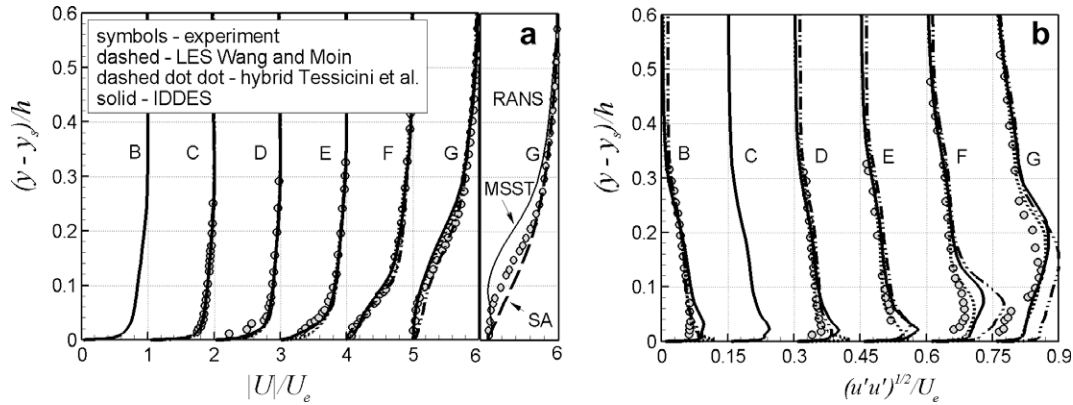 0.6
0.5
0.4
0.3
0.2
0.1
0
(y - y_s)/h
symbols - experiment
dashed - LES Wang and Moin
dashed dot dot - hybrid Tessicini et al.
solid - IDDES
a
RANS
B
C
D
E
F
G
G
MSST
SA
0
1
2
3
4
5
6
6
|U|/U_e
0.6
0.5
0.4
0.3
0.2
0.1
0
(y - y_s)/h
b
B
C
D
E
F
G
0
0.15
0.3
0.45
0.6
0.75
0.9
(u'u')^{1/2}/U_e